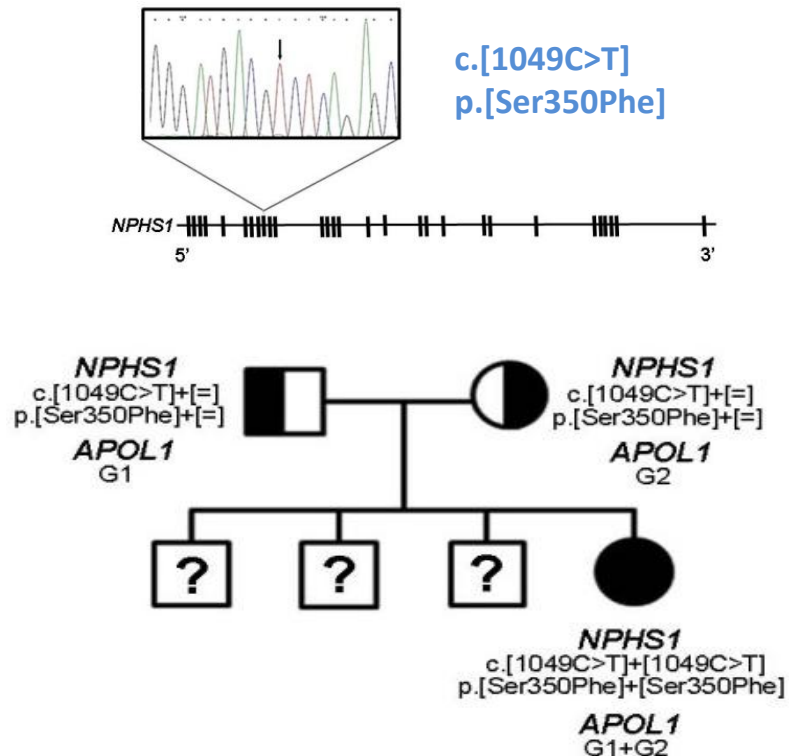 c.[1049C>T]
p.[Ser350Phe]
NPHS1
5' 3'
NPHS1
c.[1049C>T]+[=]
p.[Ser350Phe]+[=]
APOL1
G1
NPHS1
c.[1049C>T]+[=]
p.[Ser350Phe]+[=]
APOL1
G2
? ? ?
NPHS1
c.[1049C>T]+[1049C>T]
p.[Ser350Phe]+[Ser350Phe]
APOL1
G1+G2